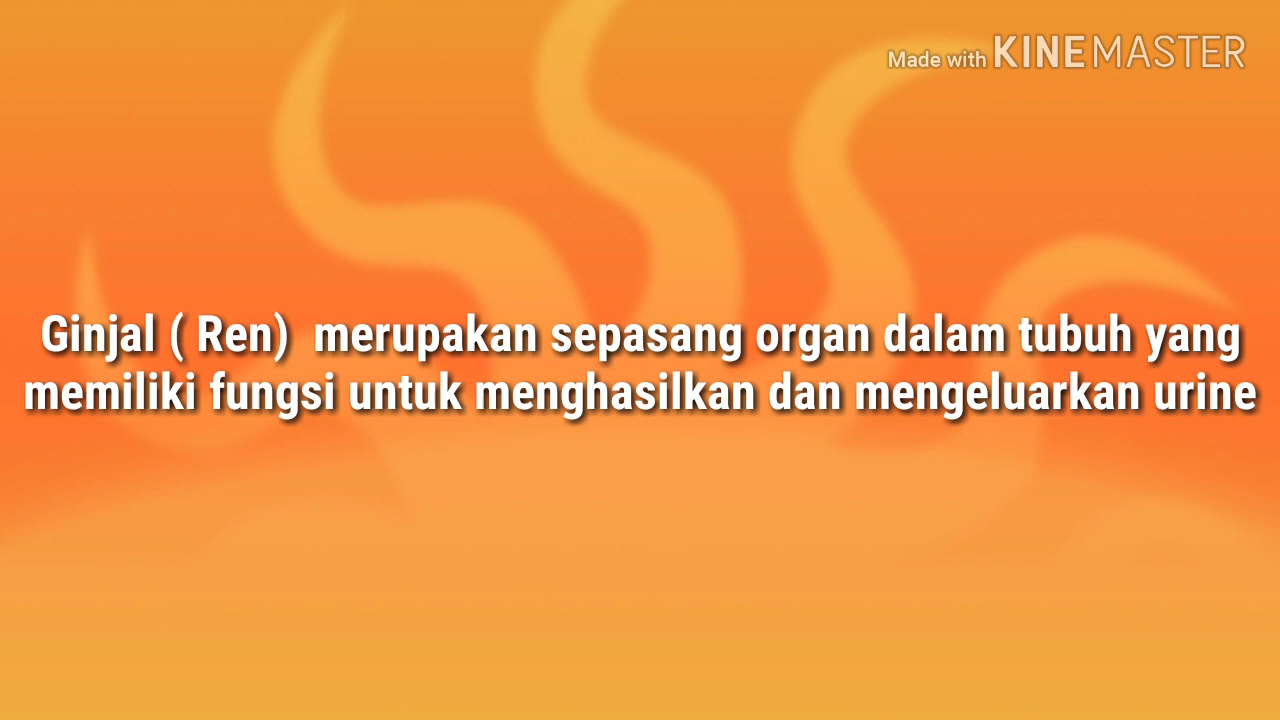 Made with KINEMASTER
Ginjal ( Ren)  merupakan sepasang organ dalam tubuh yang
memiliki fungsi untuk menghasilkan dan mengeluarkan urine